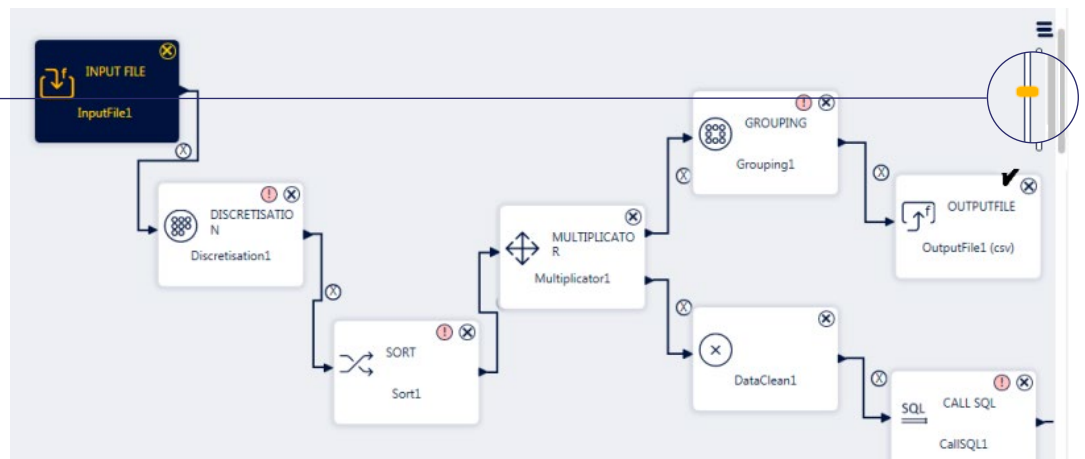 INPUT FILE
InputFile1
DISCRETISATIO
N
Discretisation1
SORT
Sort1
MULTIPLICATO
R
Multiplicator1
GROUPING
Grouping1
OUTPUTFILE
OutputFile1 (csv)
DataClean1
SQL
CALL SQL
CallSQL1